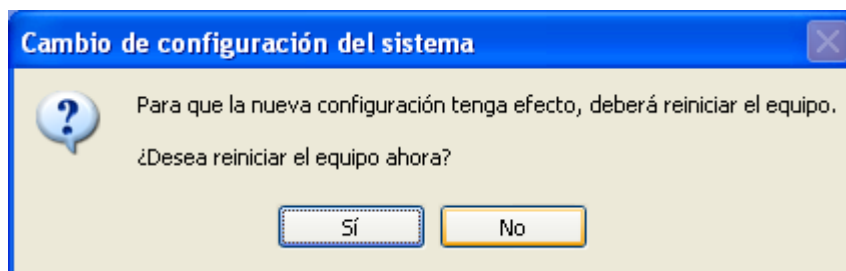 Cambio de configuración del sistema
Para que la nueva configuración tenga efecto, deberá reiniciar el equipo.
¿Desea reiniciar el equipo ahora?
Sí
No